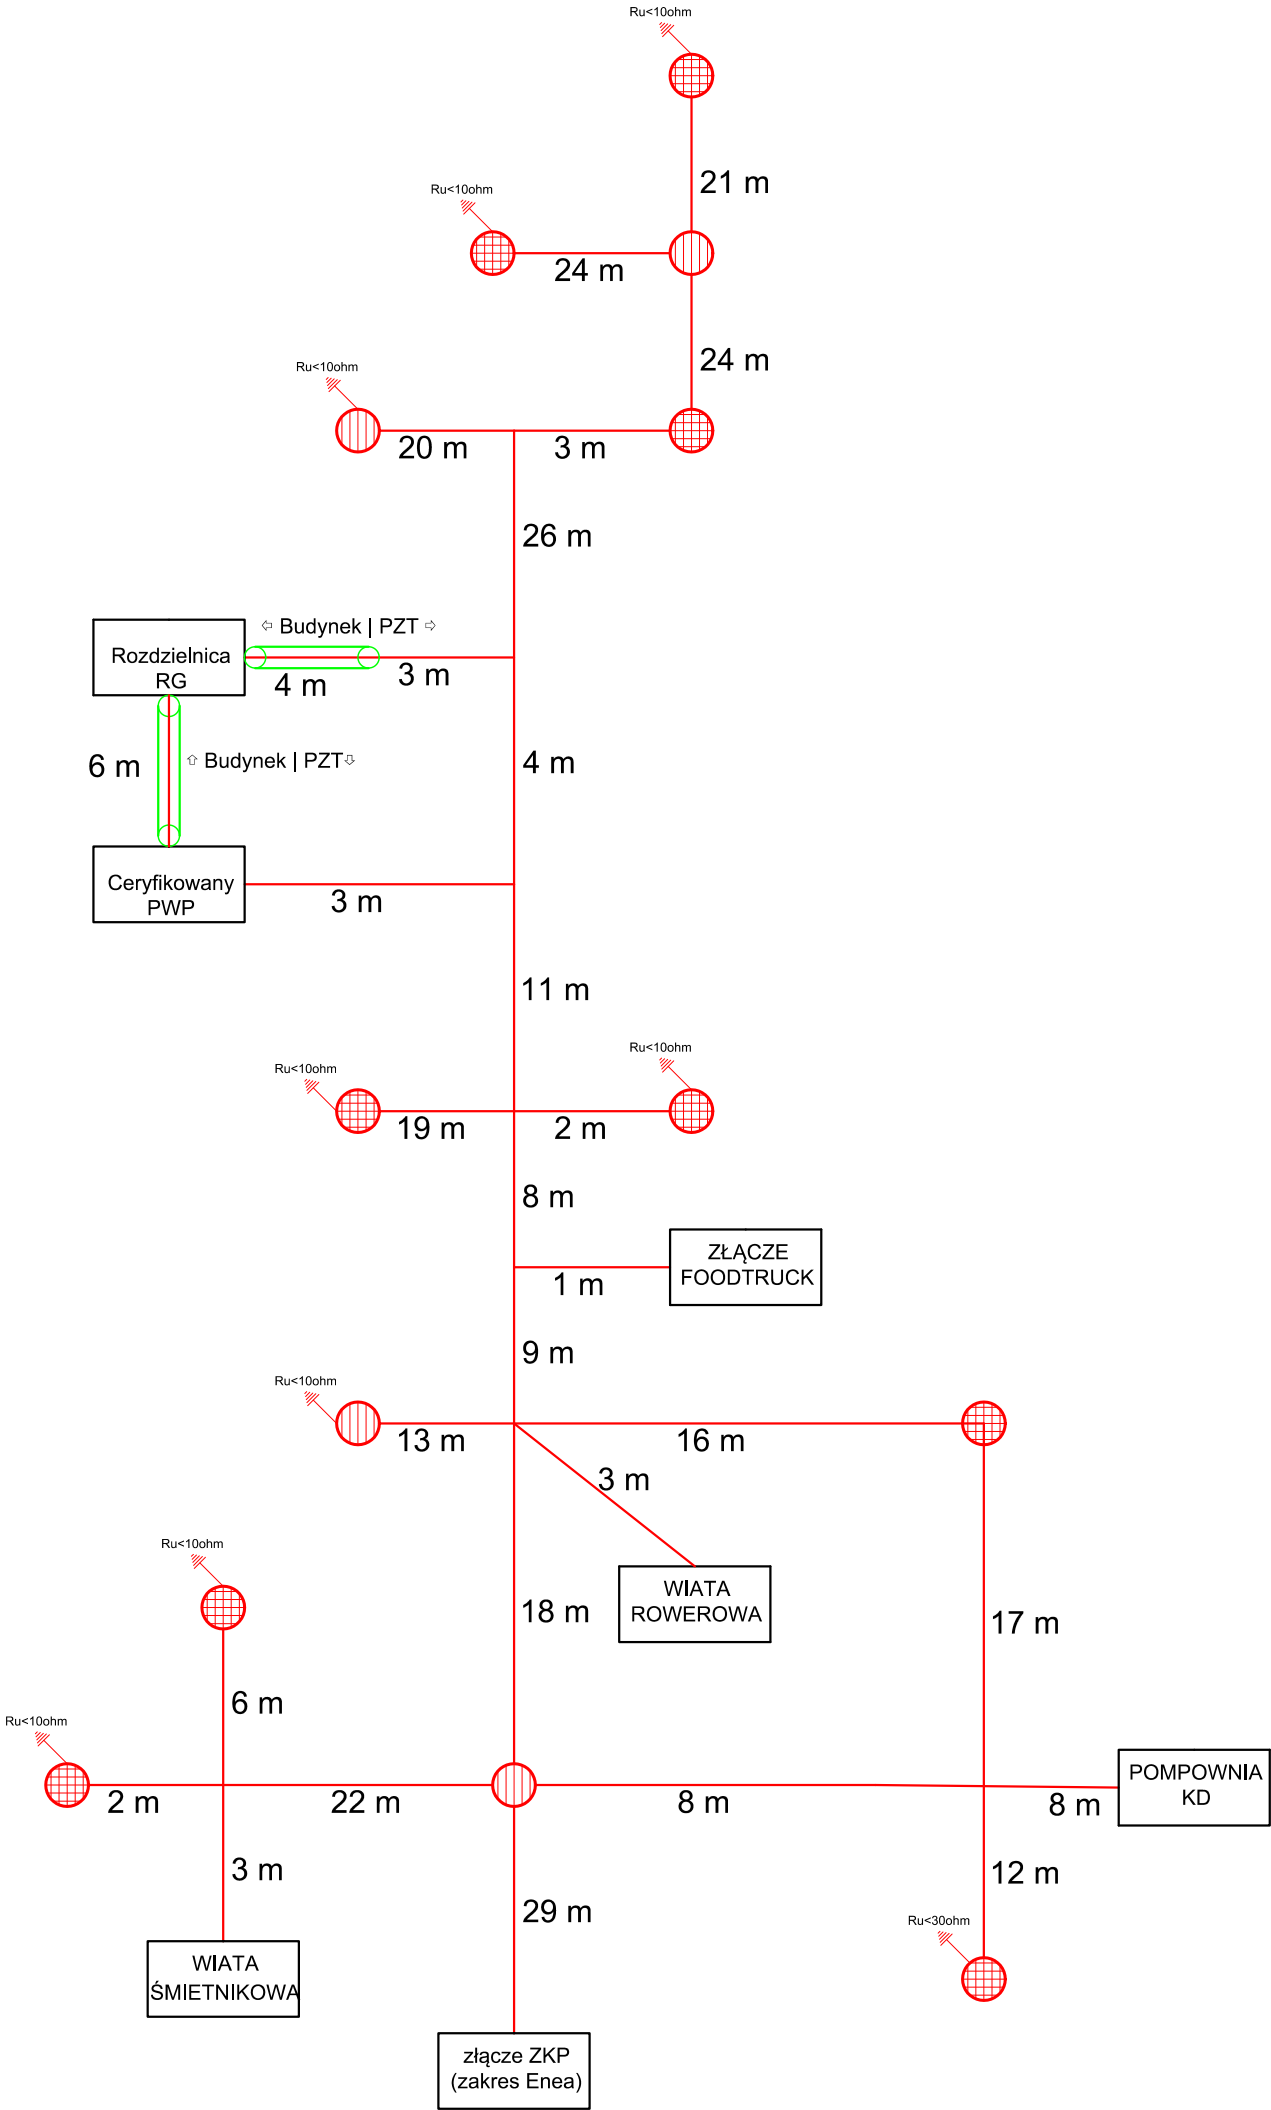 Ru<10ohm
21 m
Ru<10ohm
24 m
24 m
Ru<10ohm
20 m
3 m
26 m
⇦ Budynek | PZT ⇨
Rozdzielnica
RG
4 m
3 m
6 m
⇧ Budynek | PZT⇩
4 m
Ceryfikowany
PWP
3 m
11 m
Ru<10ohm
Ru<10ohm
19 m
2 m
8 m
ZŁĄCZE
FOODTRUCK
1 m
9 m
Ru<10ohm
13 m
16 m
3 m
Ru<10ohm
WIATA
ROWEROWA
18 m
17 m
6 m
Ru<10ohm
2 m
22 m
8 m
8 m
POMPOWNIA
KD
3 m
12 m
29 m
Ru<30ohm
WIATA
ŚMIETNIKOWA
złącze ZKP
(zakres Enea)